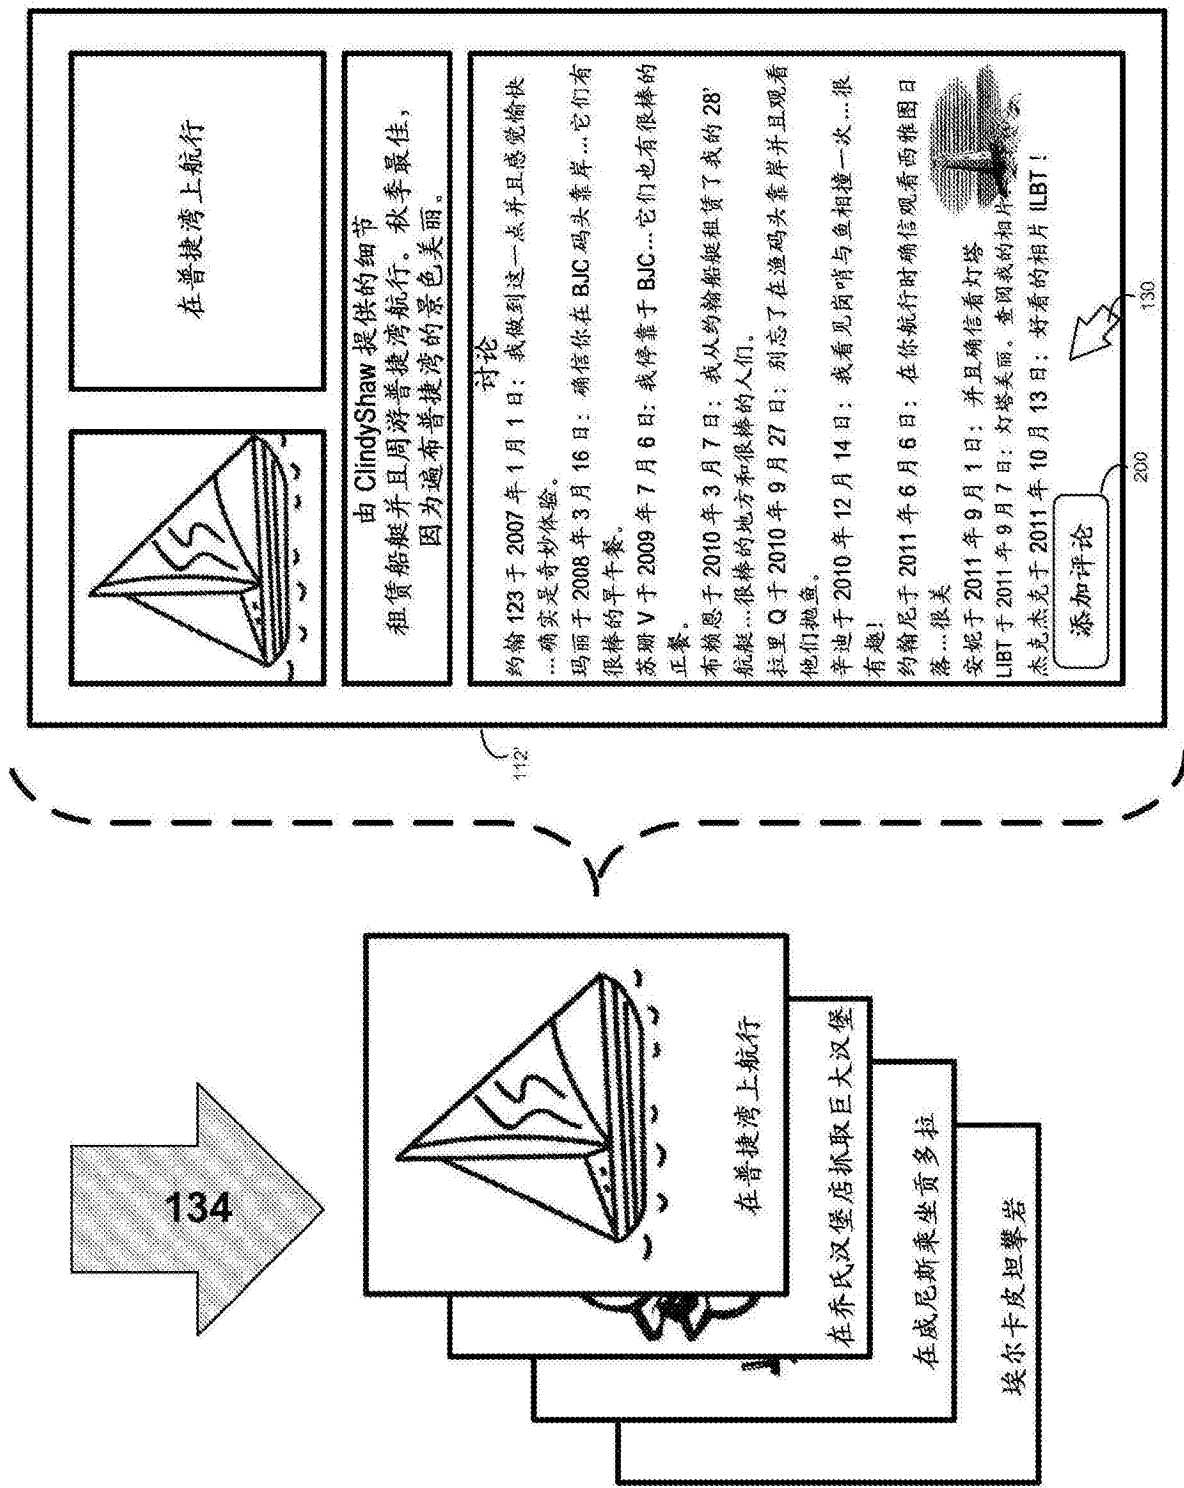 134
在普捷湾上航行
在乔氏汉堡店抓取巨大汉堡
在威尼斯乘坐贡多拉
埃尔卡皮坦攀岩
112'
在普捷湾上航行
由 ClindyShaw 提供的细节
租赁船艇并且周游普捷湾航行。秋季最佳，
因为遍布普捷湾的景色美丽。
讨论
约翰 123 于 2007 年 1 月 1 日：我做到这一点并且感觉愉快
…确实是奇妙体验。
玛丽于 2008 年 3 月 16 日：确信你在 BJC 码头靠岸…它们有
很棒的早午餐。
苏珊 V 于 2009 年 7 月 6 日：我停靠于 BJC…它们也有很棒的
正餐。
布赖恩于 2010 年 3 月 7 日：我从约翰船艇租赁了我的 28'
航艇…很棒的地方和很棒的人们。
拉里 Q 于 2010 年 9 月 27 日：别忘了在渔码头靠岸并且观看
他们抛鱼。
辛迪于 2010 年 12 月 14 日：我看见岗哨与鱼相撞一次…很
有趣！
约翰尼于 2011 年 6 月 6 日：在你航行时确信观看西雅图日
落…很美
安妮于 2011 年 9 月 1 日：并且确信看灯塔
LIBT 于 2011 年 9 月 7 日：灯塔美丽。查阅我的相片
杰克杰克于 2011 年 10 月 13 日：好看的相片 ILBT！
添加评论
200
130